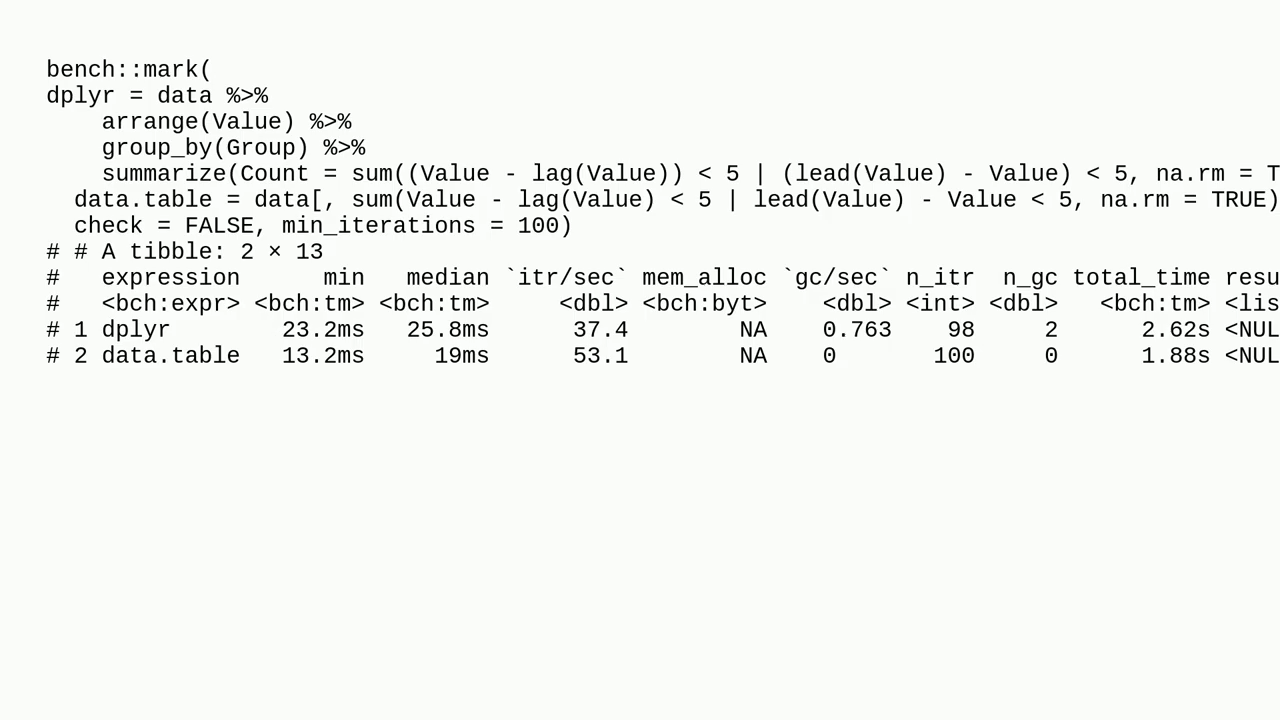 bench::mark(
dplyr = data %>%
    arrange(Value) %>%
    group_by(Group) %>%
    summarize(Count = sum((Value - lag(Value)) < 5 | (lead(Value) - Value) < 5, na.rm = T
  data.table = data[, sum(Value - lag(Value) < 5 | lead(Value) - Value < 5, na.rm = TRUE)
  check = FALSE, min_iterations = 100)
# # A tibble: 2 × 13
#   expression      min   median `itr/sec` mem_alloc `gc/sec` n_itr  n_gc total_time resu
#   <bch:expr> <bch:tm> <bch:tm>     <dbl> <bch:byt>    <dbl> <int> <dbl>   <bch:tm> <lis
# 1 dplyr        23.2ms   25.8ms      37.4        NA    0.763    98     2      2.62s <NUL
# 2 data.table   13.2ms     19ms      53.1        NA    0       100     0      1.88s <NUL